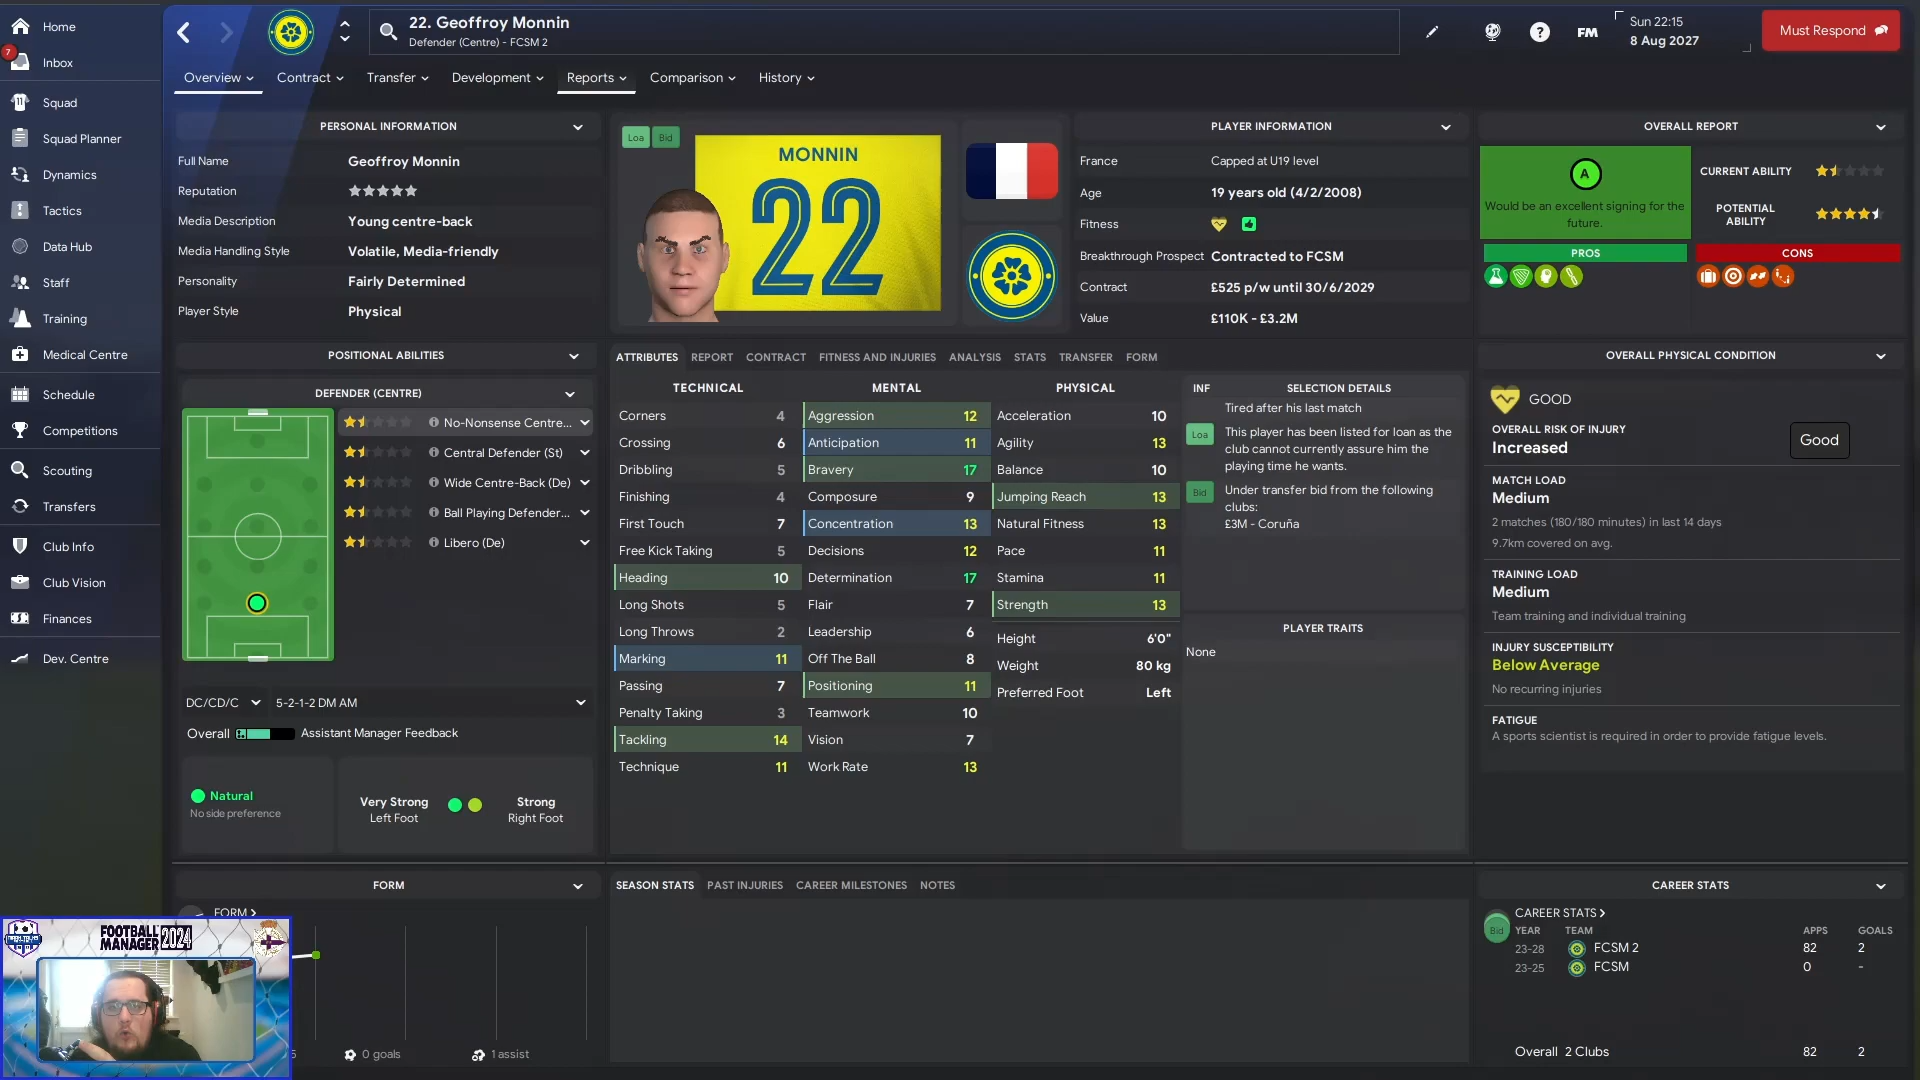 Home
7
Inbox
Squad
Squad Planner
Dynamics
Tactics
Data Hub
Staff
Training
Medical Centre
Schedule
Competitions
Scouting
Transfers
Club Info
Club Vision
Finances
Dev. Centre
22. Geoffroy Monnin
Defender (Centre) - FCSM 2
FM
Sun 22:15
8 Aug 2027
Must Respond
Overview
Contract
Transfer
Development
Reports
Comparison
History
PERSONAL INFORMATION
Full Name Geoffroy Monnin
Reputation
Media Description Young centre-back
Media Handling Style Volatile, Media-friendly
Personality Fairly Determined
Player Style Physical
Loa Bid
MONNIN
22
PLAYER INFORMATION
France Capped at U19 level
Age 19 years old (4/2/2008)
Fitness
Breakthrough Prospect Contracted to FCSM
Contract £525 p/w until 30/6/2029
Value £110K - £3.2M
OVERALL REPORT
A
Would be an excellent signing for the
future.
CURRENT ABILITY
POTENTIAL
ABILITY
PROS
CONS
POSITIONAL ABILITIES
DEFENDER (CENTRE)
No-Nonsense Centre...
Central Defender (St)
Wide Centre-Back (De)
Ball Playing Defender...
Libero (De)
DC/CD/C 5-2-1-2 DM AM
Overall Assistant Manager Feedback
Natural
No side preference
Very Strong
Left Foot
Strong
Right Foot
ATTRIBUTES REPORT CONTRACT FITNESS AND INJURIES ANALYSIS STATS TRANSFER FORM
TECHNICAL
Corners 4
Crossing 6
Dribbling 5
Finishing 4
First Touch 7
Free Kick Taking 5
Heading 10
Long Shots 5
Long Throws 2
Marking 11
Passing 7
Penalty Taking 3
Tackling 14
Technique 11
MENTAL
Aggression 12
Anticipation 11
Bravery 17
Composure 9
Concentration 13
Decisions 12
Determination 17
Flair 7
Leadership 6
Off The Ball 8
Positioning 11
Teamwork 10
Vision 7
Work Rate 13
PHYSICAL
Acceleration 10
Agility 13
Balance 10
Jumping Reach 13
Natural Fitness 13
Pace 11
Stamina 11
Strength 13
Height 6'0"
Weight 80 kg
Preferred Foot Left
INF SELECTION DETAILS
Tired after his last match
Loa This player has been listed for loan as the
club cannot currently assure him the
playing time he wants.
Bid Under transfer bid from the following
clubs:
£3M - Coruña
PLAYER TRAITS
None
OVERALL PHYSICAL CONDITION
GOOD
OVERALL RISK OF INJURY
Increased
Good
MATCH LOAD
Medium
2 matches (180/180 minutes) in last 14 days
9.7km covered on avg.
TRAINING LOAD
Medium
Team training and individual training
INJURY SUSCEPTIBILITY
Below Average
No recurring injuries
FATIGUE
A sports scientist is required in order to provide fatigue levels.
FORM
FORM
FOOTBALL
MANAGER 2024
5
0 goals
1 assist
SEASON STATS PAST INJURIES CAREER MILESTONES NOTES
CAREER STATS
Bid
CAREER STATS
YEAR TEAM APPS GOALS
23-28 FCSM 2 82 2
23-25 FCSM 0 -
Overall 2 Clubs 82 2